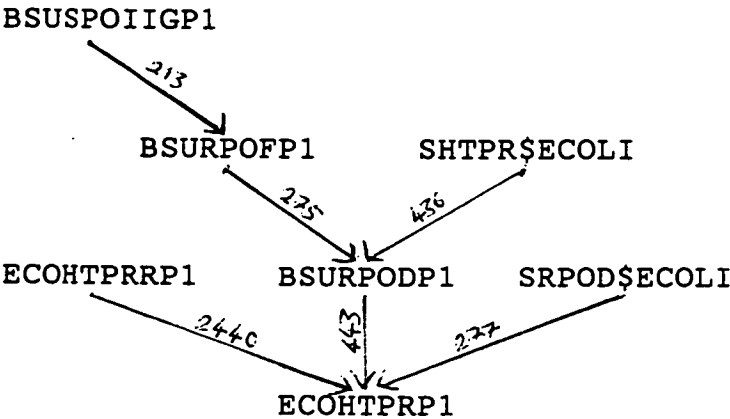 BSUSPOIIGP1
213
BSURPOFP1 SHTPR$ECOLI
275 436
ECOHTPRRP1 BSURPODP1 SRPOD$ECOLI
2440 443 277
ECOHTPRP1